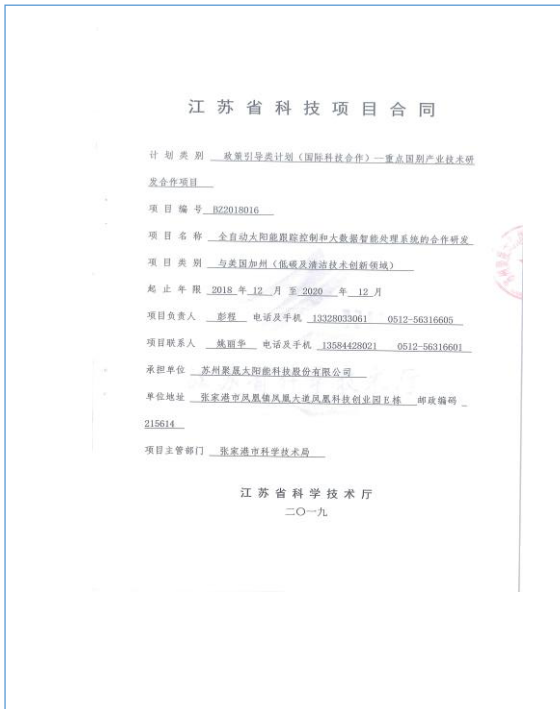 江苏省科技项目合同
计划类别 政策引导类计划（国际科技合作）—重点国别产业技术研
发合作项目
项目编号 BZ2018016
项目名称 全自动太阳能跟踪控制和大数据智能处理系统的合作研发
项目类别 与美国加州（低碳及清洁技术创新领域）
起止年限 2018 年 12 月 至 2020 年 12 月
项目负责人 彭程 电话及手机 13328033061 0512-56316605
项目联系人 姚丽华 电话及手机 13584428021 0512-56316601
承担单位 苏州聚晟太阳能科技股份有限公司
单位地址 张家港市凤凰镇凤凰大道凤凰科技创业园 E 栋 邮政编码
215614
项目主管部门 张家港市科学技术局
江苏省科学技术厅
二〇一九